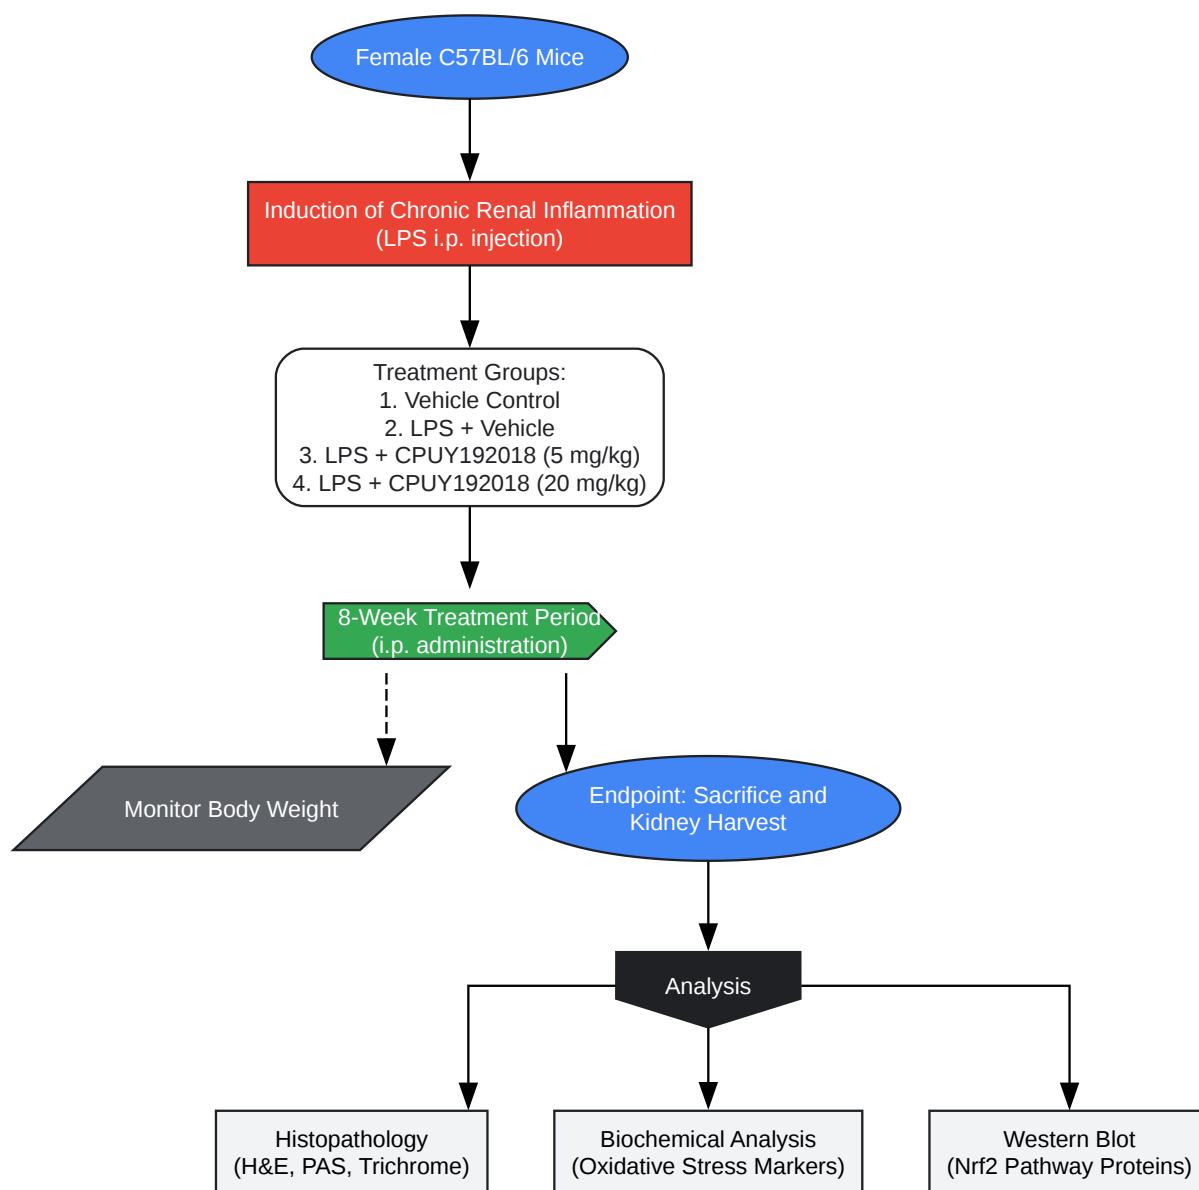 Female C57BL/6 Mice
Induction of Chronic Renal Inflammation
(LPS i.p. injection)
Treatment Groups:
1. Vehicle Control
2. LPS + Vehicle
3. LPS + CPUY192018 (5 mg/kg)
4. LPS + CPUY192018 (20 mg/kg)
8-Week Treatment Period
(i.p. administration)
Monitor Body Weight
Endpoint: Sacrifice and
Kidney Harvest
Analysis
Histopathology
(H&E, PAS, Trichrome)
Biochemical Analysis
(Oxidative Stress Markers)
Western Blot
(Nrf2 Pathway Proteins)